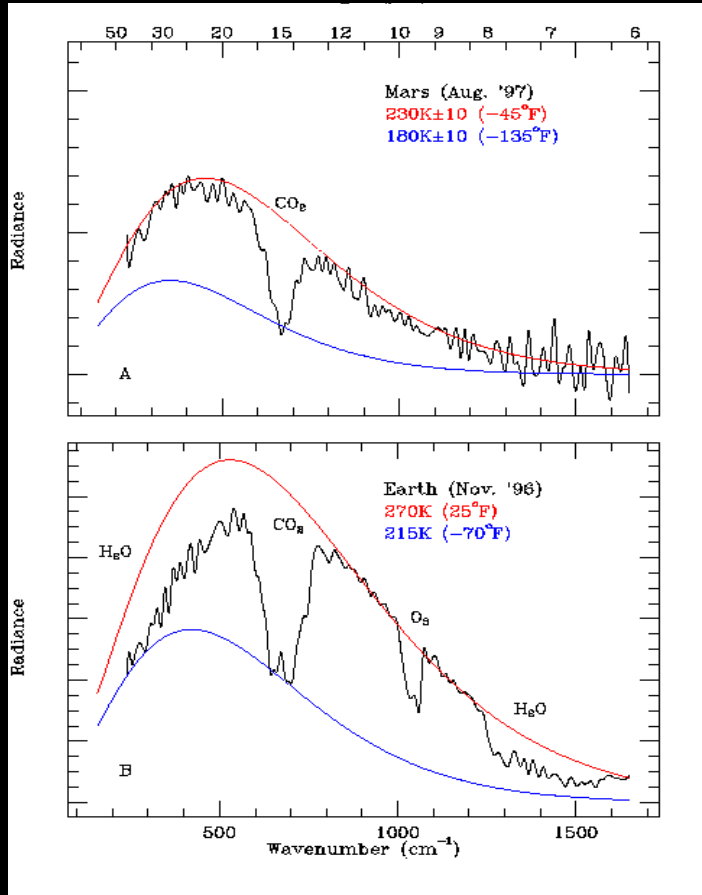 50 30 20 15 12 10 9 8 7 6
Mars (Aug. '97)
230K±10 (−45°F)
180K±10 (−135°F)
CO₂
Radiance
A
Earth (Nov. '96)
270K (25°F)
215K (−70°F)
CO₂
H₂O
O₃
H₂O
Radiance
B
500 1000 1500
Wavenumber (cm⁻¹)